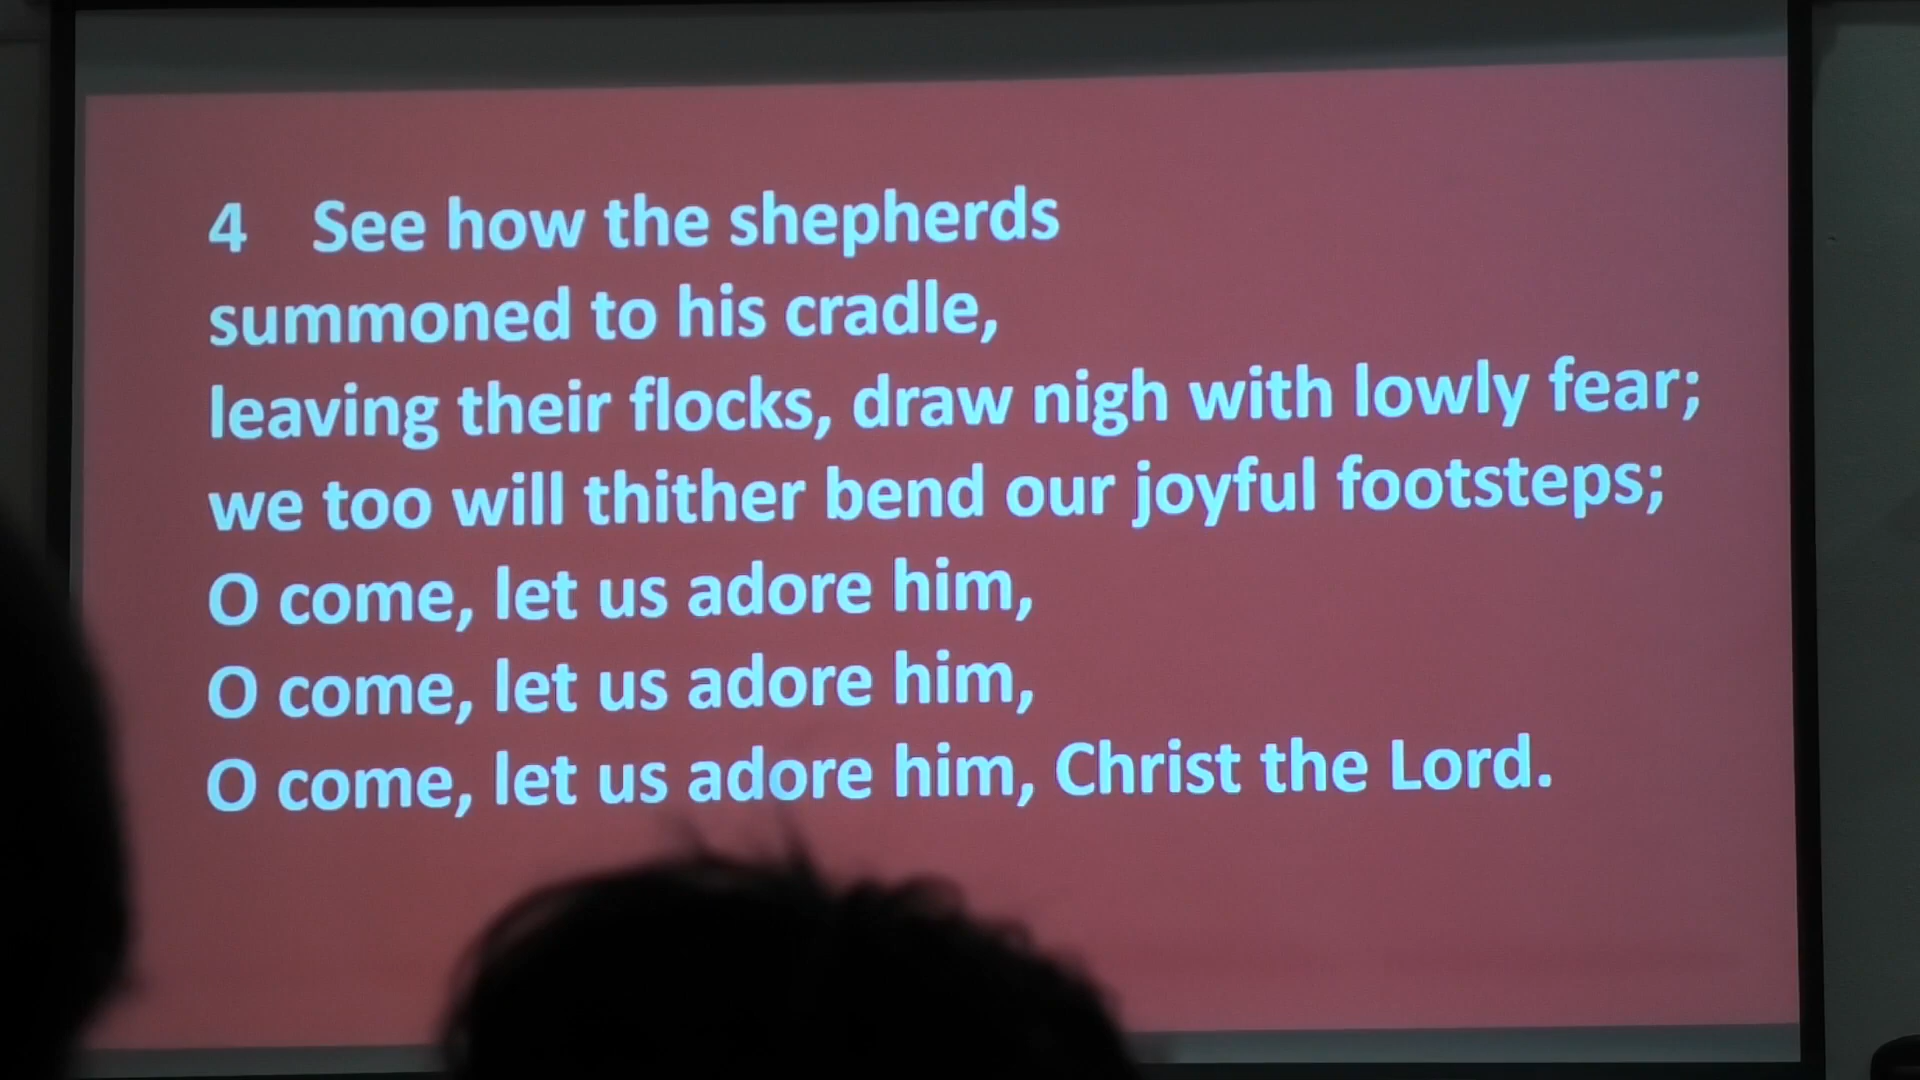 4 See how the shepherds
summoned to his cradle,
leaving their flocks, draw nigh with lowly fear;
we too will thither bend our joyful footsteps;
O come, let us adore him,
O come, let us adore him,
O come, let us adore him, Christ the Lord.